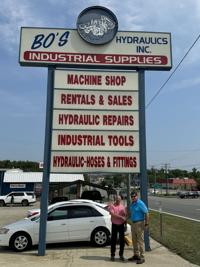 BO'S HYDRAULICS
INC.
INDUSTRIAL SUPPLIES
MACHINE SHOP
RENTALS & SALES
HYDRAULIC REPAIRS
INDUSTRIAL TOOLS
HYDRAULIC-HOSES & FITTINGS